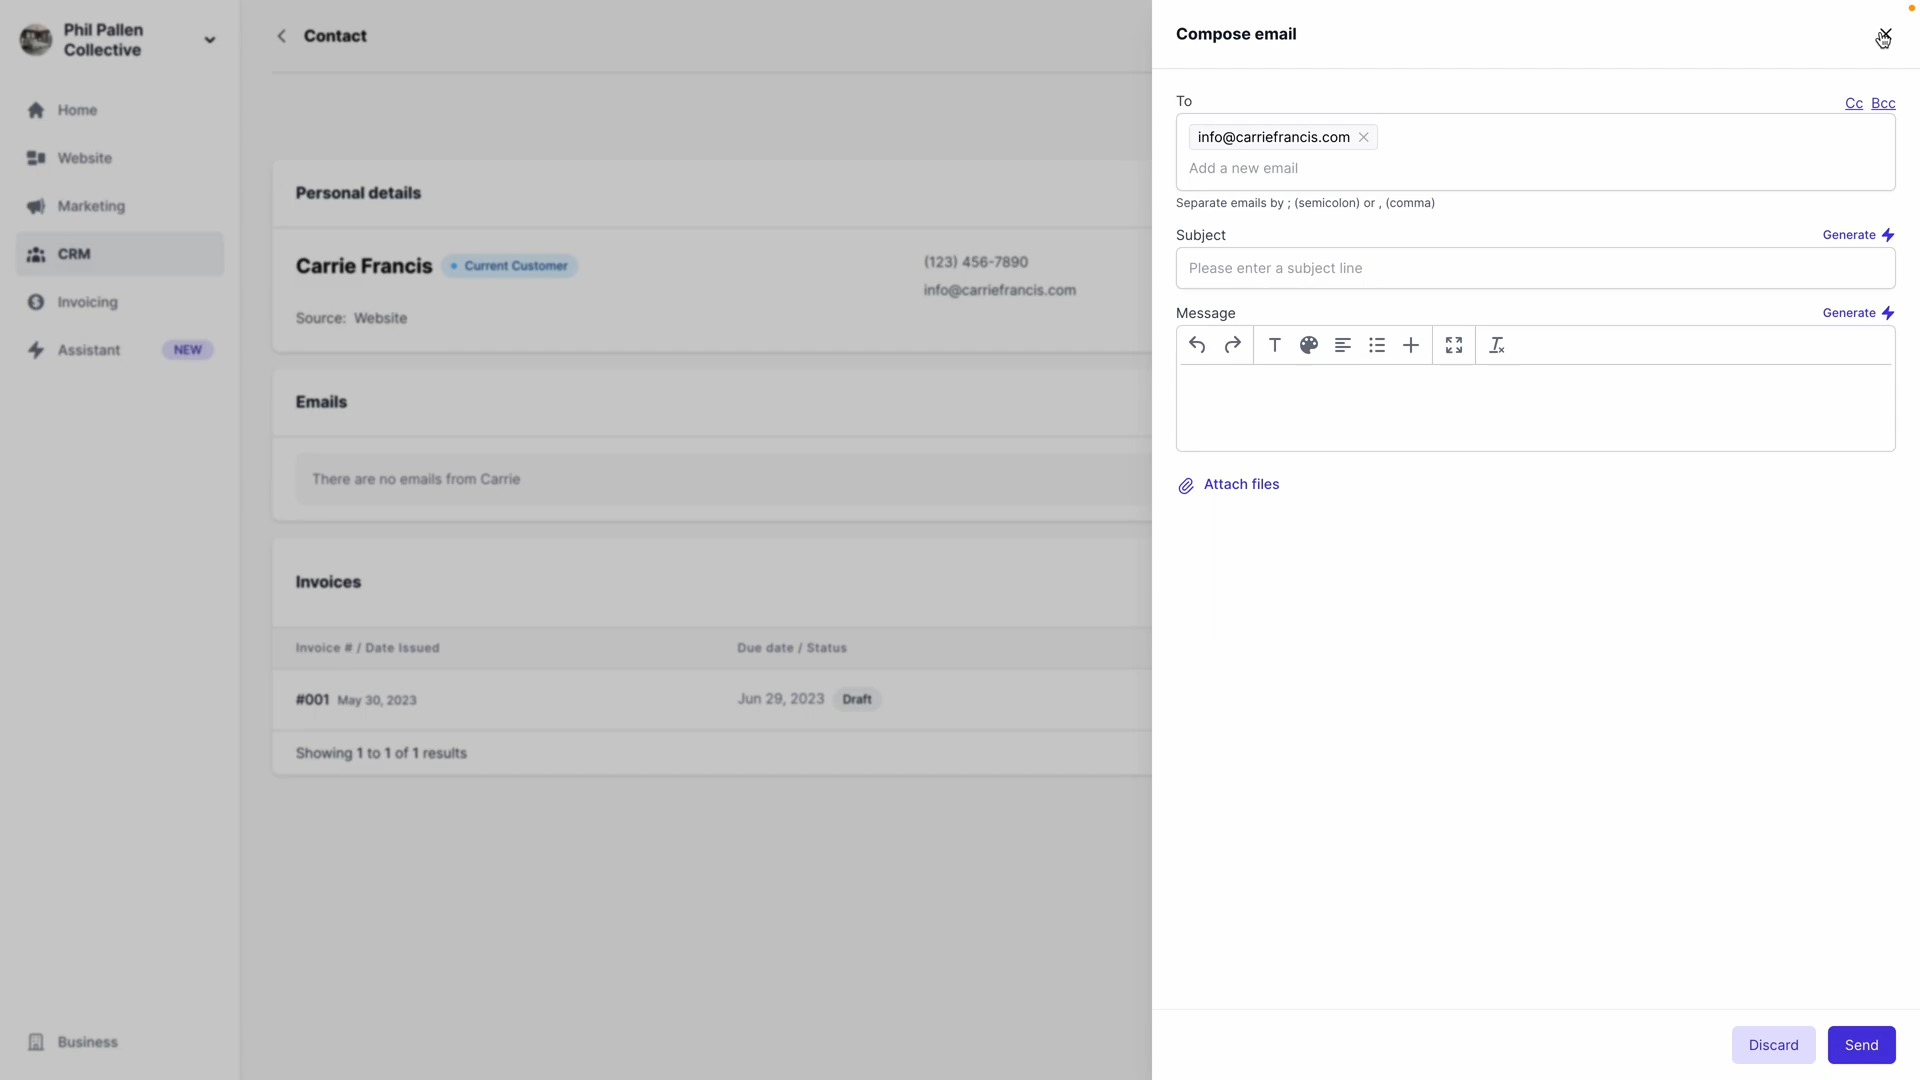 Phil Pallen
Collective
Home
Website
Marketing
CRM
Invoicing
Assistant NEW
Business
Contact
Personal details
Carrie Francis Current Customer
(123) 456-7890
info@carriefrancis.com
Source: Website
Emails
There are no emails from Carrie
Invoices
Invoice # / Date Issued Due date / Status
#001 May 30, 2023 Jun 29, 2023 Draft
Showing 1 to 1 of 1 results
Compose email
To Cc Bcc
info@carriefrancis.com
Add a new email
Separate emails by ; (semicolon) or , (comma)
Subject Generate
Please enter a subject line
Message Generate
Attach files
Discard Send